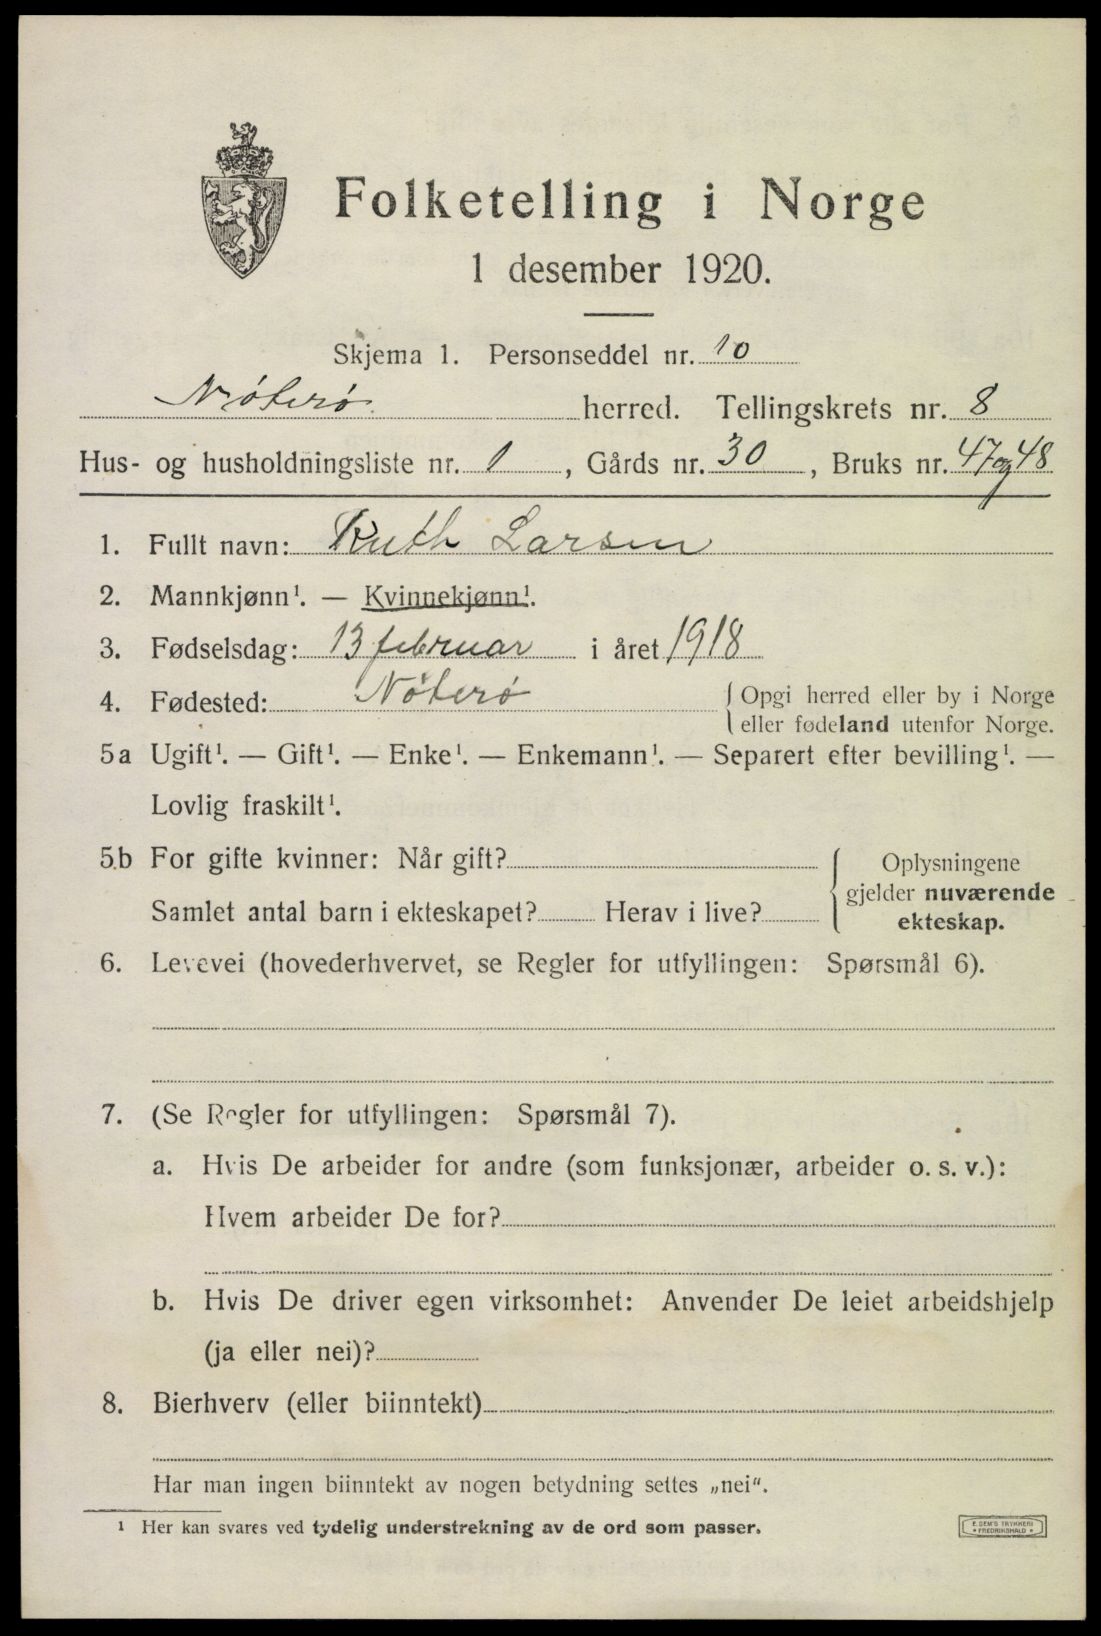 Folketelling i Norge
1 desember 1920.
Skjema 1. Personseddel nr. 10
Nøterø herred. Tellingskrets nr. 8
Hus- og husholdningsliste nr. 1, Gårds nr. 30, Bruks nr. 47 og 48
1. Fullt navn: Ruth Larsen
2. Mannkjønn¹. — Kvinnekjønn¹.
3. Fødselsdag: 13 februar i året 1918
4. Fødested: Nøterø { Opgi herred eller by i Norge
eller fødeland utenfor Norge.
5a Ugift¹. — Gift¹. — Enke¹. — Enkemann¹. — Separert efter bevilling¹. —
Lovlig fraskilt¹.
5b For gifte kvinner: Når gift? { Oplysningene
gjelder nuværende
Samlet antal barn i ekteskapet? Herav i live? ekteskap.
6. Levevei (hovederhvervet, se Regler for utfyllingen: Spørsmål 6).
7. (Se Regler for utfyllingen: Spørsmål 7).
a. Hvis De arbeider for andre (som funksjonær, arbeider o. s. v.):
Hvem arbeider De for?
b. Hvis De driver egen virksomhet: Anvender De leiet arbeidshjelp
(ja eller nei)?
8. Bierhverv (eller biinntekt)
Har man ingen biinntekt av nogen betydning settes „nei“.
¹ Her kan svares ved tydelig understrekning av de ord som passer.
E. SEM'S TRYKKERI
• FREDRIKSHALD •